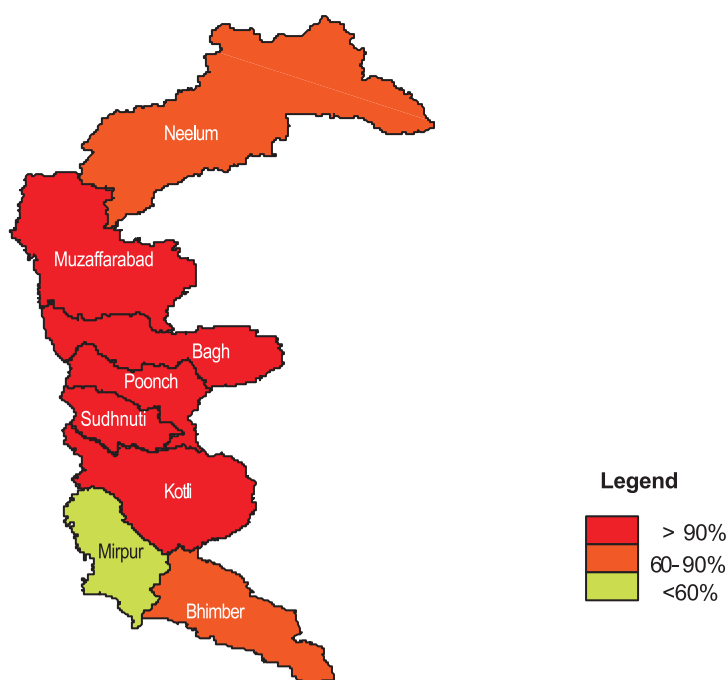 Neelum
Muzaffarabad
Bagh
Poonch
Sudhnuti
Kotli
Mirpur
Bhimber
Legend
> 90%
60-90%
<60%